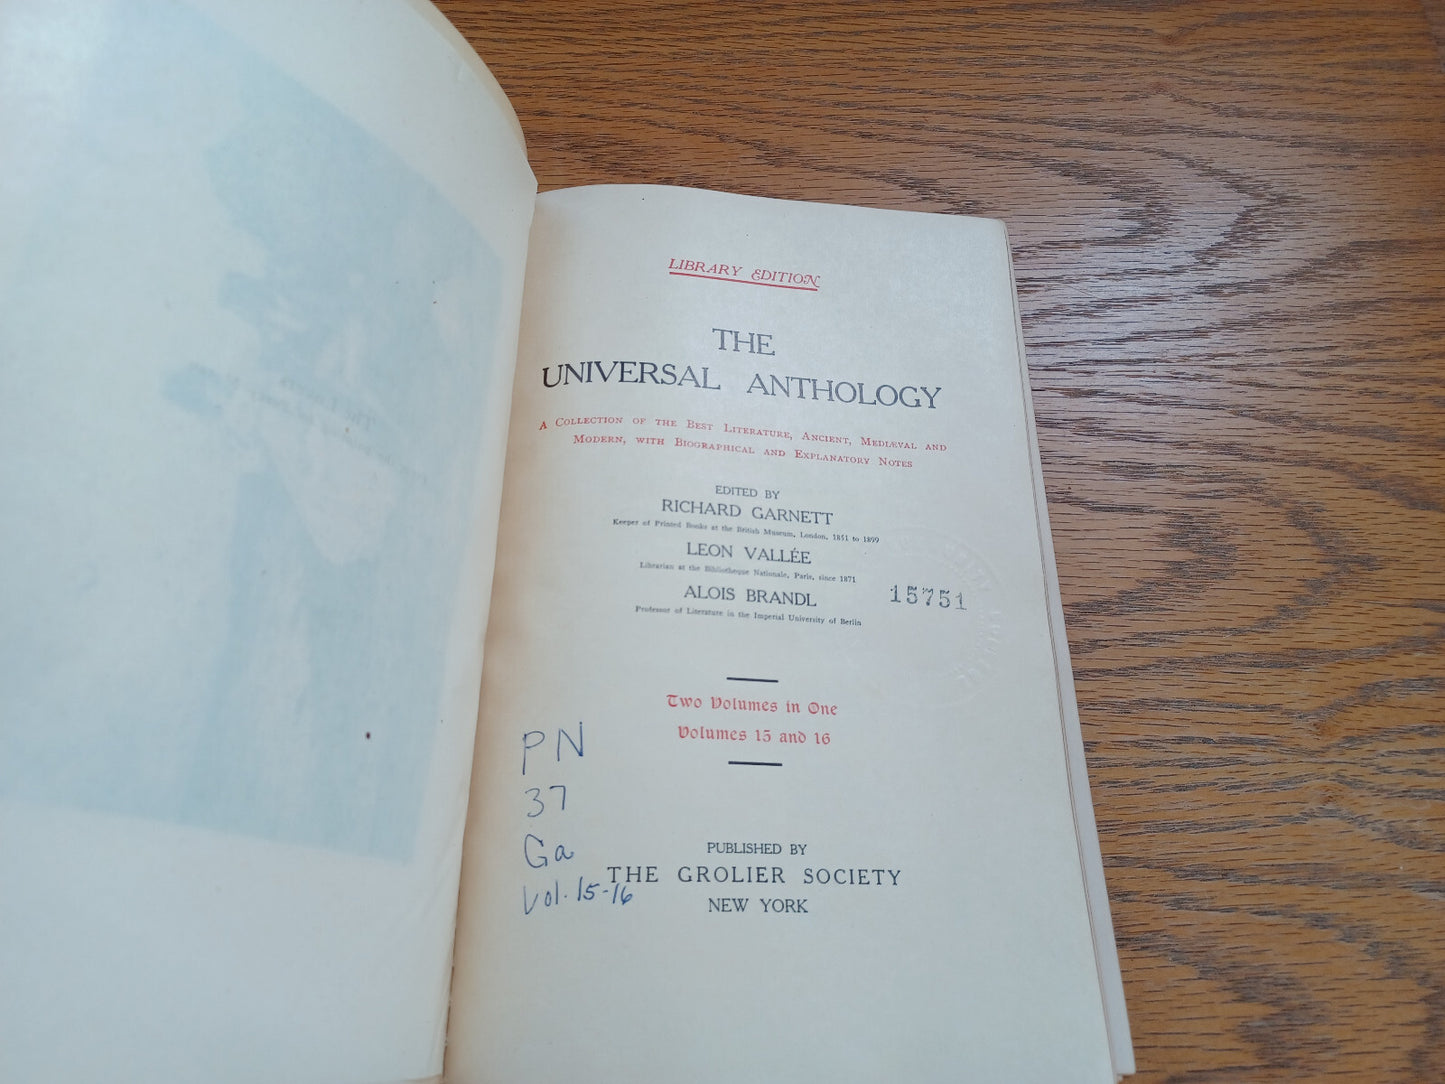 LIBRARY EDITION
THE
UNIVERSAL ANTHOLOGY
A Collection of the Best Literature, Ancient, Mediæval and
Modern, with Biographical and Explanatory Notes
EDITED BY
RICHARD GARNETT
Keeper of Printed Books at the British Museum, London, 1851 to 1899
LEON VALLÉE
Librarian at the Bibliotheque Nationale, Paris, since 1871
ALOIS BRANDL
Professor of Literature in the Imperial University of Berlin
15751
Two Volumes in One
Volumes 15 and 16
PN
37
Ga
Vol. 15-16
PUBLISHED BY
THE GROLIER SOCIETY
NEW YORK